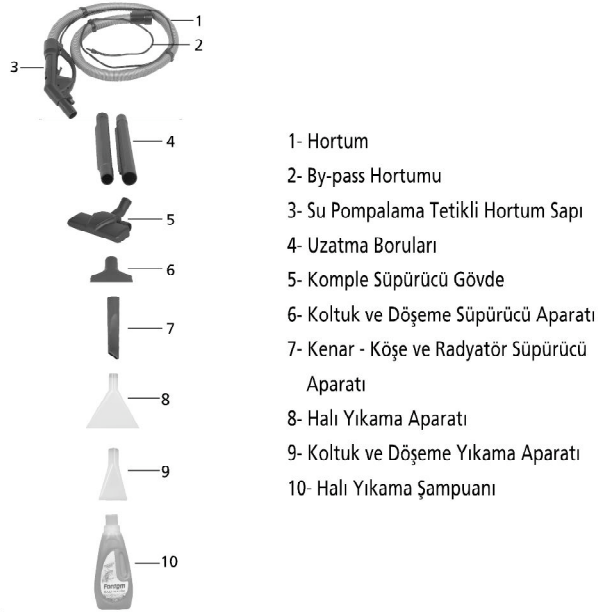 1
2
3
4
5
6
7
8
9
10
Fantom
1- Hortum
2- By-pass Hortumu
3- Su Pompalama Tetikli Hortum Sapı
4- Uzatma Boruları
5- Komple Süpürücü Gövde
6- Koltuk ve Döşeme Süpürücü Aparatı
7- Kenar - Köşe ve Radyatör Süpürücü
Aparatı
8- Halı Yıkama Aparatı
9- Koltuk ve Döşeme Yıkama Aparatı
10- Halı Yıkama Şampuanı